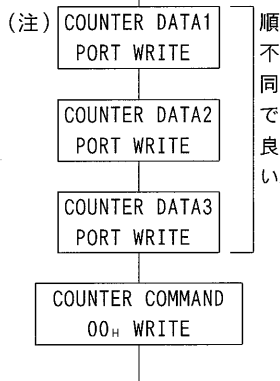 (注)
COUNTER DATA1
PORT WRITE
COUNTER DATA2
PORT WRITE
COUNTER DATA3
PORT WRITE
順不同で良い
COUNTER COMMAND
00H WRITE